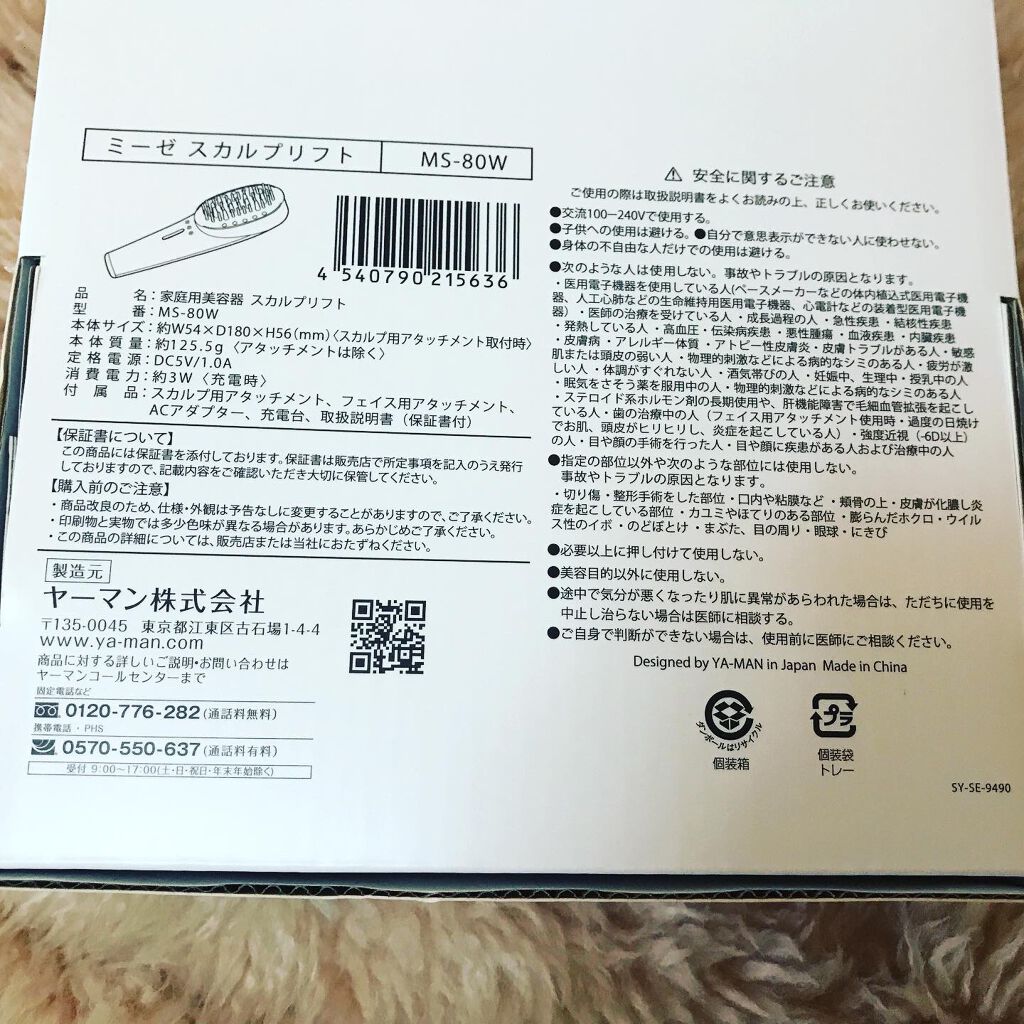 ミーゼ スカルプリフト MS-80W
4 540790 215636
品　　　名：家庭用美容器 スカルプリフト
型　　　番：MS-80W
本体サイズ：約W54×D180×H56(mm)〈スカルプ用アタッチメント取付時〉
本体質量：約125.5g〈アタッチメントは除く〉
定格電源：DC5V/1.0A
消費電力：約3W〈充電時〉
付属品：スカルプ用アタッチメント、フェイス用アタッチメント、
ACアダプター、充電台、取扱説明書（保証書付）
【保証書について】
この商品には保証書を添付しております。保証書は販売店で所定事項を記入のうえ発行
しておりますので、記載内容をご確認いただき大切に保管してください。
【購入前のご注意】
・商品改良のため、仕様・外観は予告なしに変更することがありますので、ご了承ください。
・印刷物と実物では多少色味が異なる場合があります。あらかじめご了承ください。
・この商品の詳細については、販売店または当社におたずねください。
製造元
ヤーマン株式会社
〒135-0045　東京都江東区古石場1-4-4
www.ya-man.com
商品に対する詳しいご説明・お問い合わせは
ヤーマンコールセンターまで
固定電話など
0120-776-282（通話料無料）
携帯電話・PHS
0570-550-637（通話料有料）
受付 9:00〜17:00(土・日・祝日・年末年始除く)
⚠ 安全に関するご注意
ご使用の際は取扱説明書をよくお読みの上、正しくお使いください。
●交流100−240Vで使用する。
●子供への使用は避ける。●自分で意思表示ができない人に使わせない。
●身体の不自由な人だけでの使用は避ける。
●次のような人は使用しない。事故やトラブルの原因となります。
・医用電子機器を使用している人(ペースメーカーなどの体内植込式医用電子機
器、人工心肺などの生命維持用医用電子機器、心電計などの装着型医用電子機
器）・医師の治療を受けている人・成長過程の人・急性疾患・結核性疾患
・発熱している人・高血圧・伝染病疾患・悪性腫瘍・血液疾患・内臓疾患
・皮膚病・アレルギー体質・アトピー性皮膚炎・皮膚トラブルがある人・敏感
肌または頭皮の弱い人・物理的刺激などによる病的なシミのある人・疲労が激
しい人・体調がすぐれない人・酒気帯びの人・妊娠中、生理中・授乳中の人
・眠気をさそう薬を服用中の人・物理的刺激などによる病的なシミのある人
・ステロイド系ホルモン剤の長期使用や、肝機能障害で毛細血管拡張を起こし
ている人・歯の治療中の人（フェイス用アタッチメント使用時・過度の日焼け
でお肌、頭皮がヒリヒリし、炎症を起こしている人）・強度近視（-6D以上）
の人・目や顔の手術を行った人・目や顔に疾患がある人および治療中の人
●指定の部位以外や次のような部位には使用しない。
事故やトラブルの原因となります。
・切り傷・整形手術をした部位・口内や粘膜など・頬骨の上・皮膚が化膿し炎
症を起こしている部位・カユミやほてりのある部位・膨らんだホクロ・ウイル
ス性のイボ・のどぼとけ・まぶた、目の周り・眼球・にきび
●必要以上に押し付けて使用しない。
●美容目的以外に使用しない。
●途中で気分が悪くなったり肌に異常があらわれた場合は、ただちに使用を
中止し治らない場合は医師に相談する。
●ご自身で判断ができない場合は、使用前に医師にご相談ください。
Designed by YA-MAN in Japan Made in China
ダンボールはリサイクル
個装箱
プラ
個装袋
トレー
SY-SE-9490